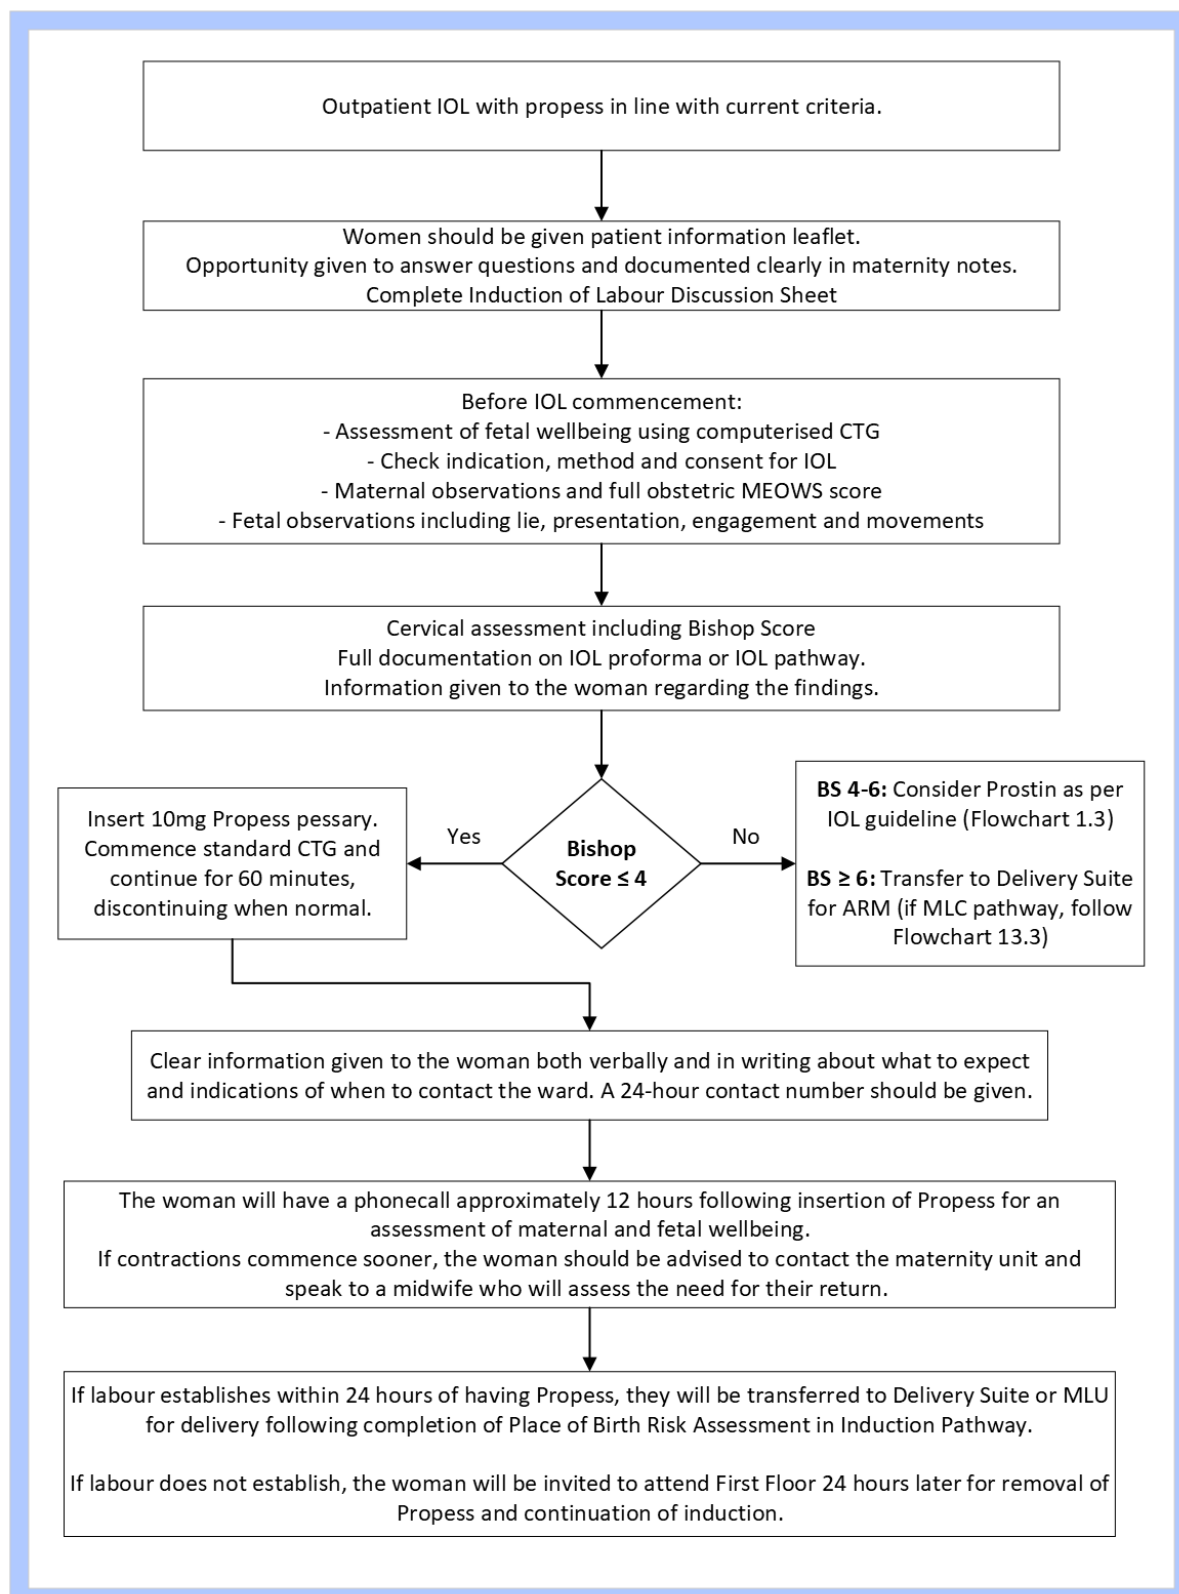 Outpatient IOL with propess in line with current criteria.
Women should be given patient information leaflet.
Opportunity given to answer questions and documented clearly in maternity notes.
Complete Induction of Labour Discussion Sheet
Before IOL commencement:
- Assessment of fetal wellbeing using computerised CTG
- Check indication, method and consent for IOL
- Maternal observations and full obstetric MEOWS score
- Fetal observations including lie, presentation, engagement and movements
Cervical assessment including Bishop Score
Full documentation on IOL proforma or IOL pathway.
Information given to the woman regarding the findings.
Bishop
Score ≤ 4
Yes
Insert 10mg Propess pessary.
Commence standard CTG and
continue for 60 minutes,
discontinuing when normal.
No
BS 4-6: Consider Prostin as per
IOL guideline (Flowchart 1.3)
BS ≥ 6: Transfer to Delivery Suite
for ARM (if MLC pathway, follow
Flowchart 13.3)
Clear information given to the woman both verbally and in writing about what to expect
and indications of when to contact the ward. A 24-hour contact number should be given.
The woman will have a phonecall approximately 12 hours following insertion of Propess for an
assessment of maternal and fetal wellbeing.
If contractions commence sooner, the woman should be advised to contact the maternity unit and
speak to a midwife who will assess the need for their return.
If labour establishes within 24 hours of having Propess, they will be transferred to Delivery Suite or MLU
for delivery following completion of Place of Birth Risk Assessment in Induction Pathway.
If labour does not establish, the woman will be invited to attend First Floor 24 hours later for removal of
Propess and continuation of induction.